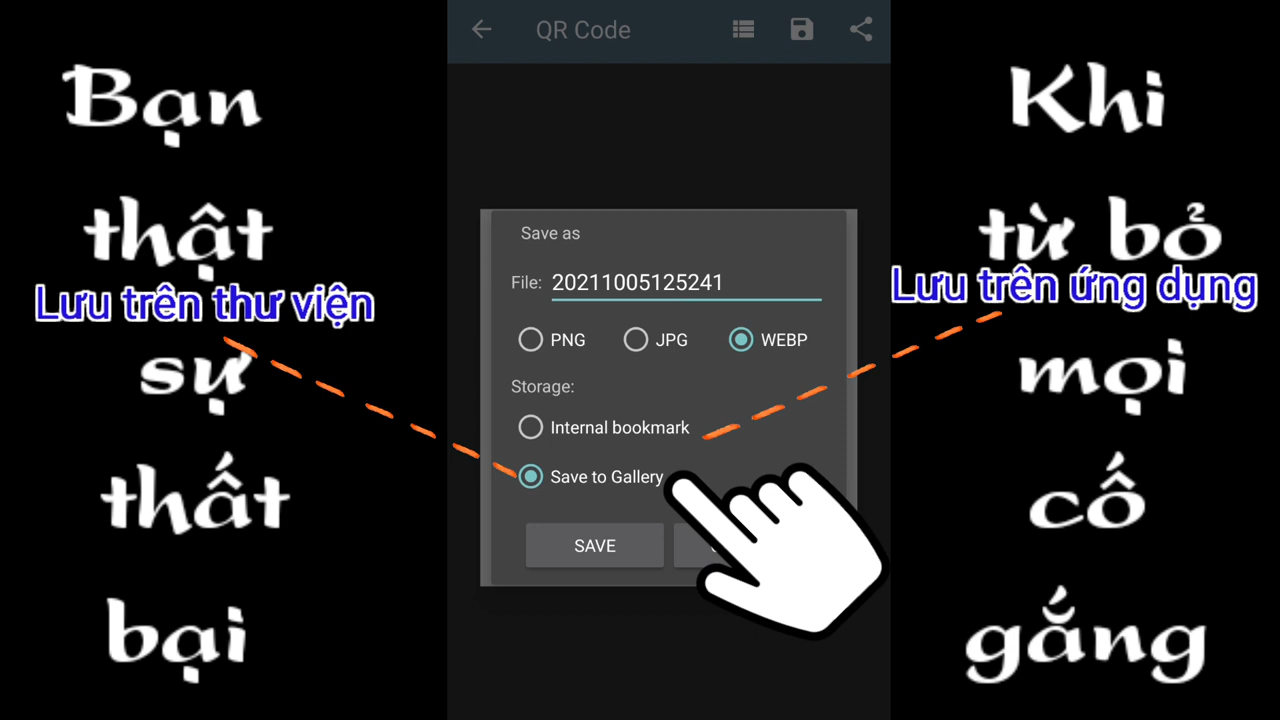 Bạn
thật
Lưu trên thư viện
sự
thất
bại
QR Code
Save as
File: 20211005125241
PNG JPG WEBP
Storage:
Internal bookmark
Save to Gallery
SAVE
Khi
từ bỏ
Lưu trên ứng dụng
mọi
cố
gắng